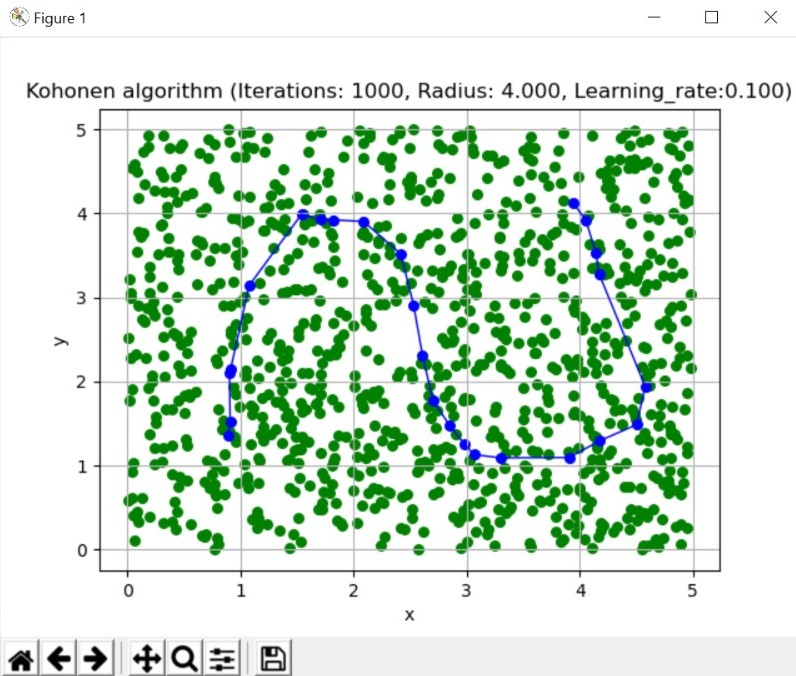 Figure 1
Kohonen algorithm (Iterations: 1000, Radius: 4.000, Learning_rate:0.100)
5
4
3
2
1
0
y
0 1 2 3 4 5
x